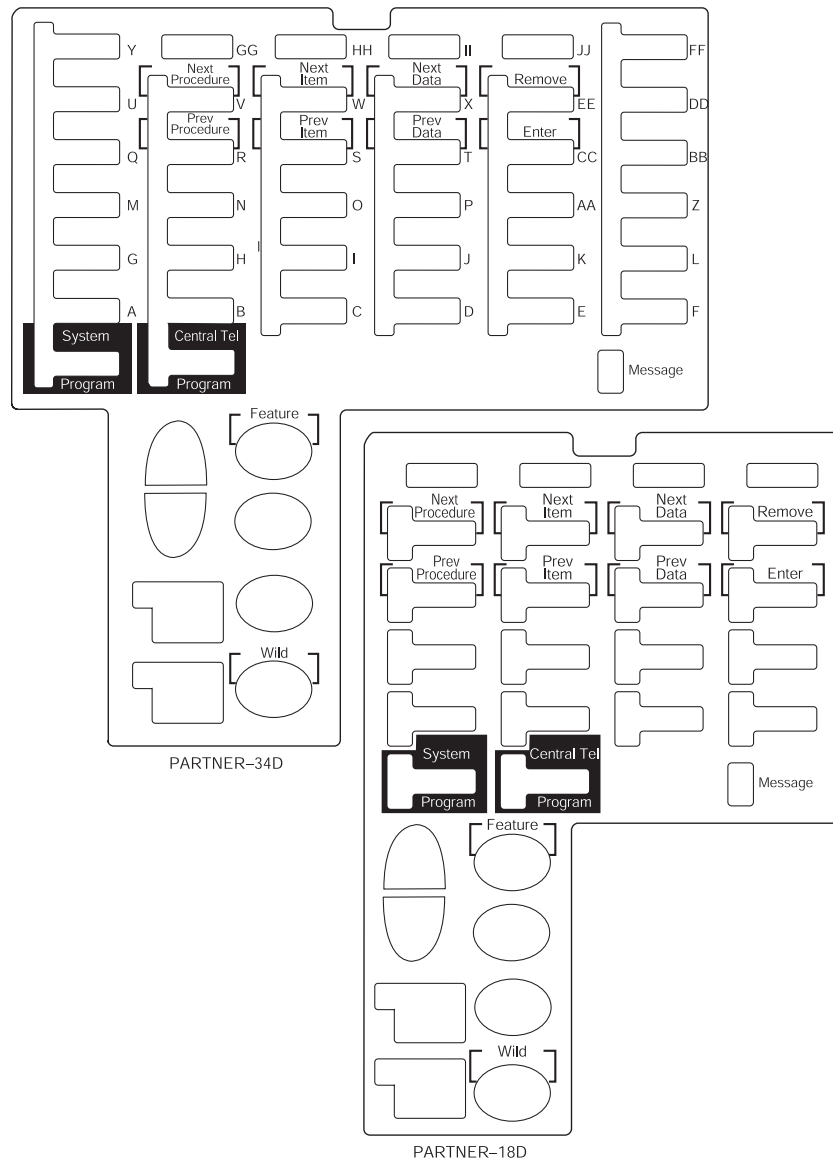 Y GG HH II JJ FF
Next Procedure Next Item Next Data Remove
U V W X EE DD
Prev Procedure Prev Item Prev Data Enter
Q R S T CC BB
M N O P AA Z
I
G H I J K L
A B C D E F
System Central Tel
Program Program
Message
Feature
Wild
PARTNER–34D
Next Procedure Next Item Next Data Remove
Prev Procedure Prev Item Prev Data Enter
System Central Tel
Program Program
Message
Feature
Wild
PARTNER–18D